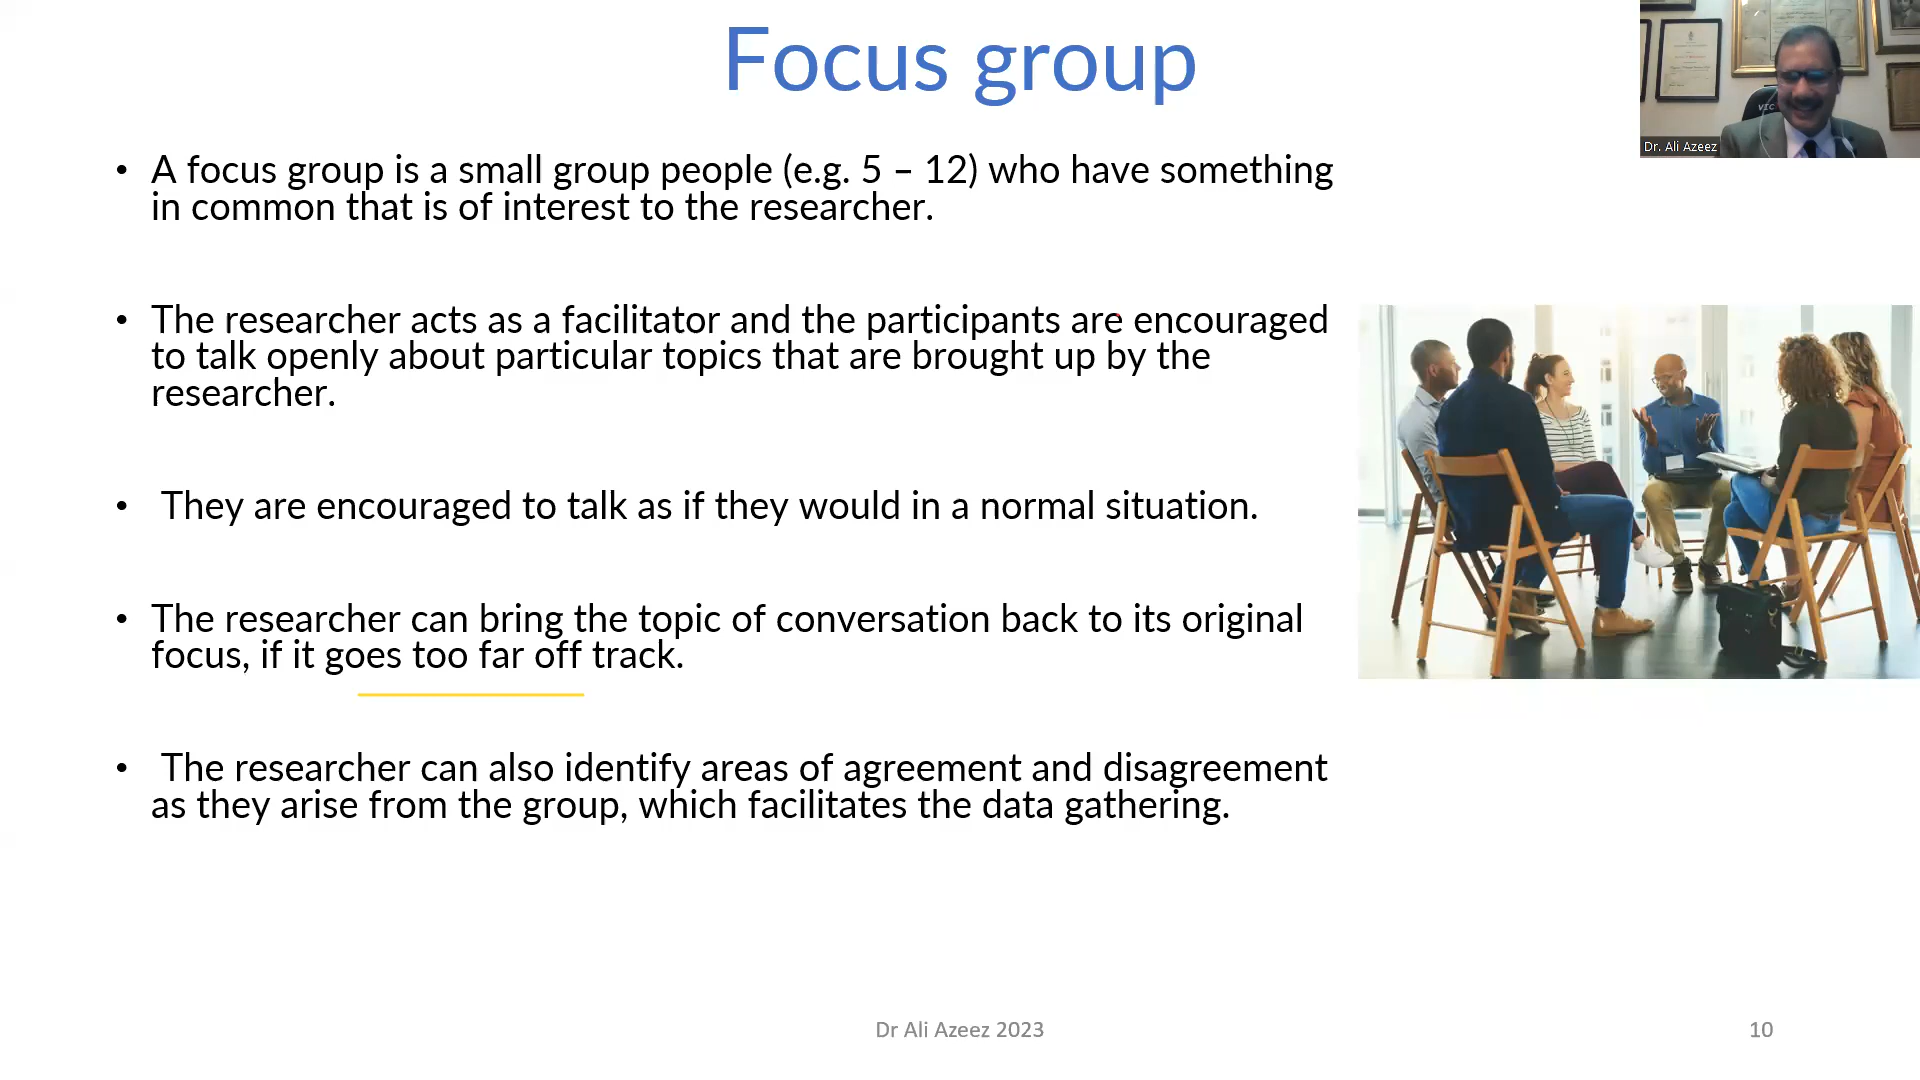 Focus group
• A focus group is a small group people (e.g. 5 – 12) who have something
in common that is of interest to the researcher.
• The researcher acts as a facilitator and the participants are encouraged
to talk openly about particular topics that are brought up by the
researcher.
• They are encouraged to talk as if they would in a normal situation.
• The researcher can bring the topic of conversation back to its original
focus, if it goes too far off track.
• The researcher can also identify areas of agreement and disagreement
as they arise from the group, which facilitates the data gathering.
VIC
Dr. Ali Azeez
Dr Ali Azeez 2023
10